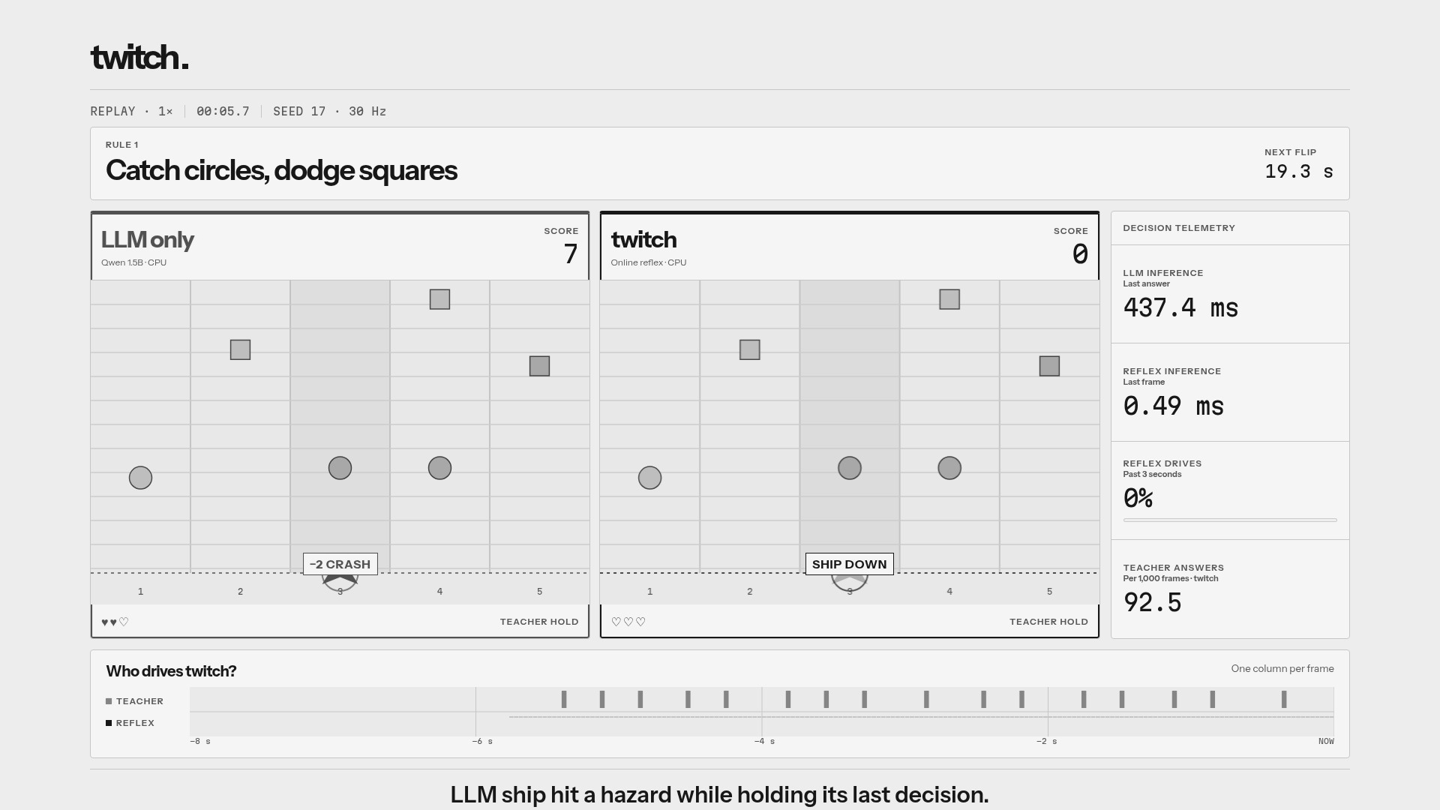 twitch.
REPLAY · 1× | 00:05.7 | SEED 17 · 30 Hz
RULE 1
Catch circles, dodge squares
NEXT FLIP
19.3 s
LLM only
Qwen 1.5B · CPU
SCORE
7
−2 CRASH
1 2 3 4 5
♥♥♡ TEACHER HOLD
twitch
Online reflex · CPU
SCORE
0
SHIP DOWN
1 2 3 4 5
♡♡♡ TEACHER HOLD
DECISION TELEMETRY
LLM INFERENCE
Last answer
437.4 ms
REFLEX INFERENCE
Last frame
0.49 ms
REFLEX DRIVES
Past 3 seconds
0%
TEACHER ANSWERS
Per 1,000 frames · twitch
92.5
Who drives twitch?
One column per frame
TEACHER
REFLEX
−8 s −6 s −4 s −2 s NOW
LLM ship hit a hazard while holding its last decision.